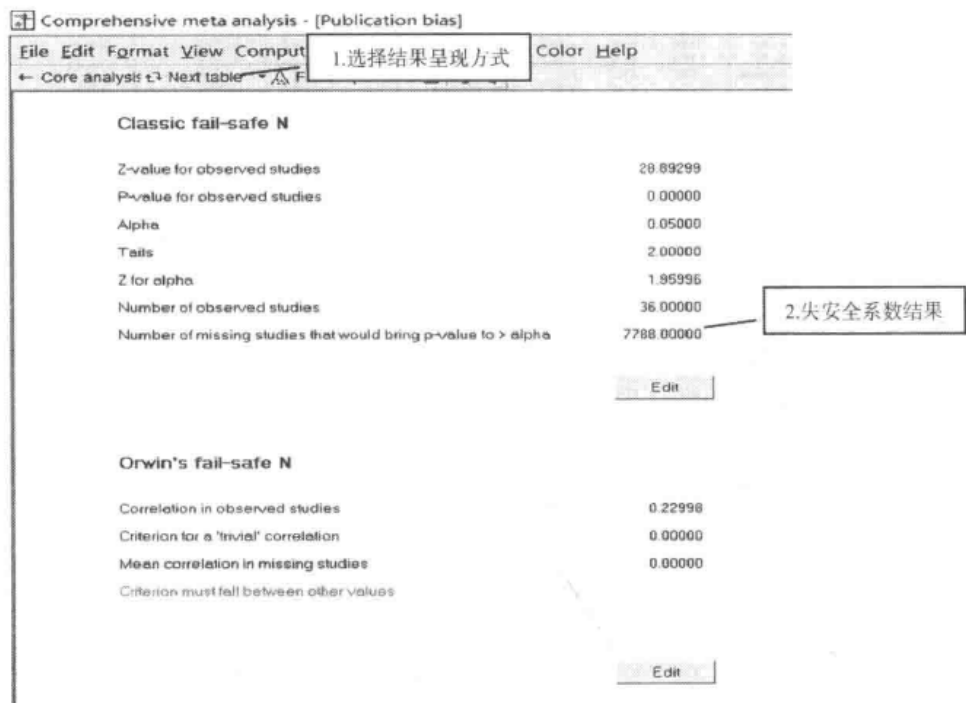 Comprehensive meta analysis - [Publication bias]
File Edit Format View Comput Color Help
1.选择结果呈现方式
← Core analysis Next table F
Classic fail-safe N
Z-value for observed studies 28.89299
P-value for observed studies 0.00000
Alpha 0.05000
Tails 2.00000
Z for alpha 1.95996
Number of observed studies 36.00000
Number of missing studies that would bring p-value to > alpha 7788.00000
2.失安全系数结果
Edit
Orwin's fail-safe N
Correlation in observed studies 0.22998
Criterion for a 'trivial' correlation 0.00000
Mean correlation in missing studies 0.00000
Criterion must fall between other values
Edit